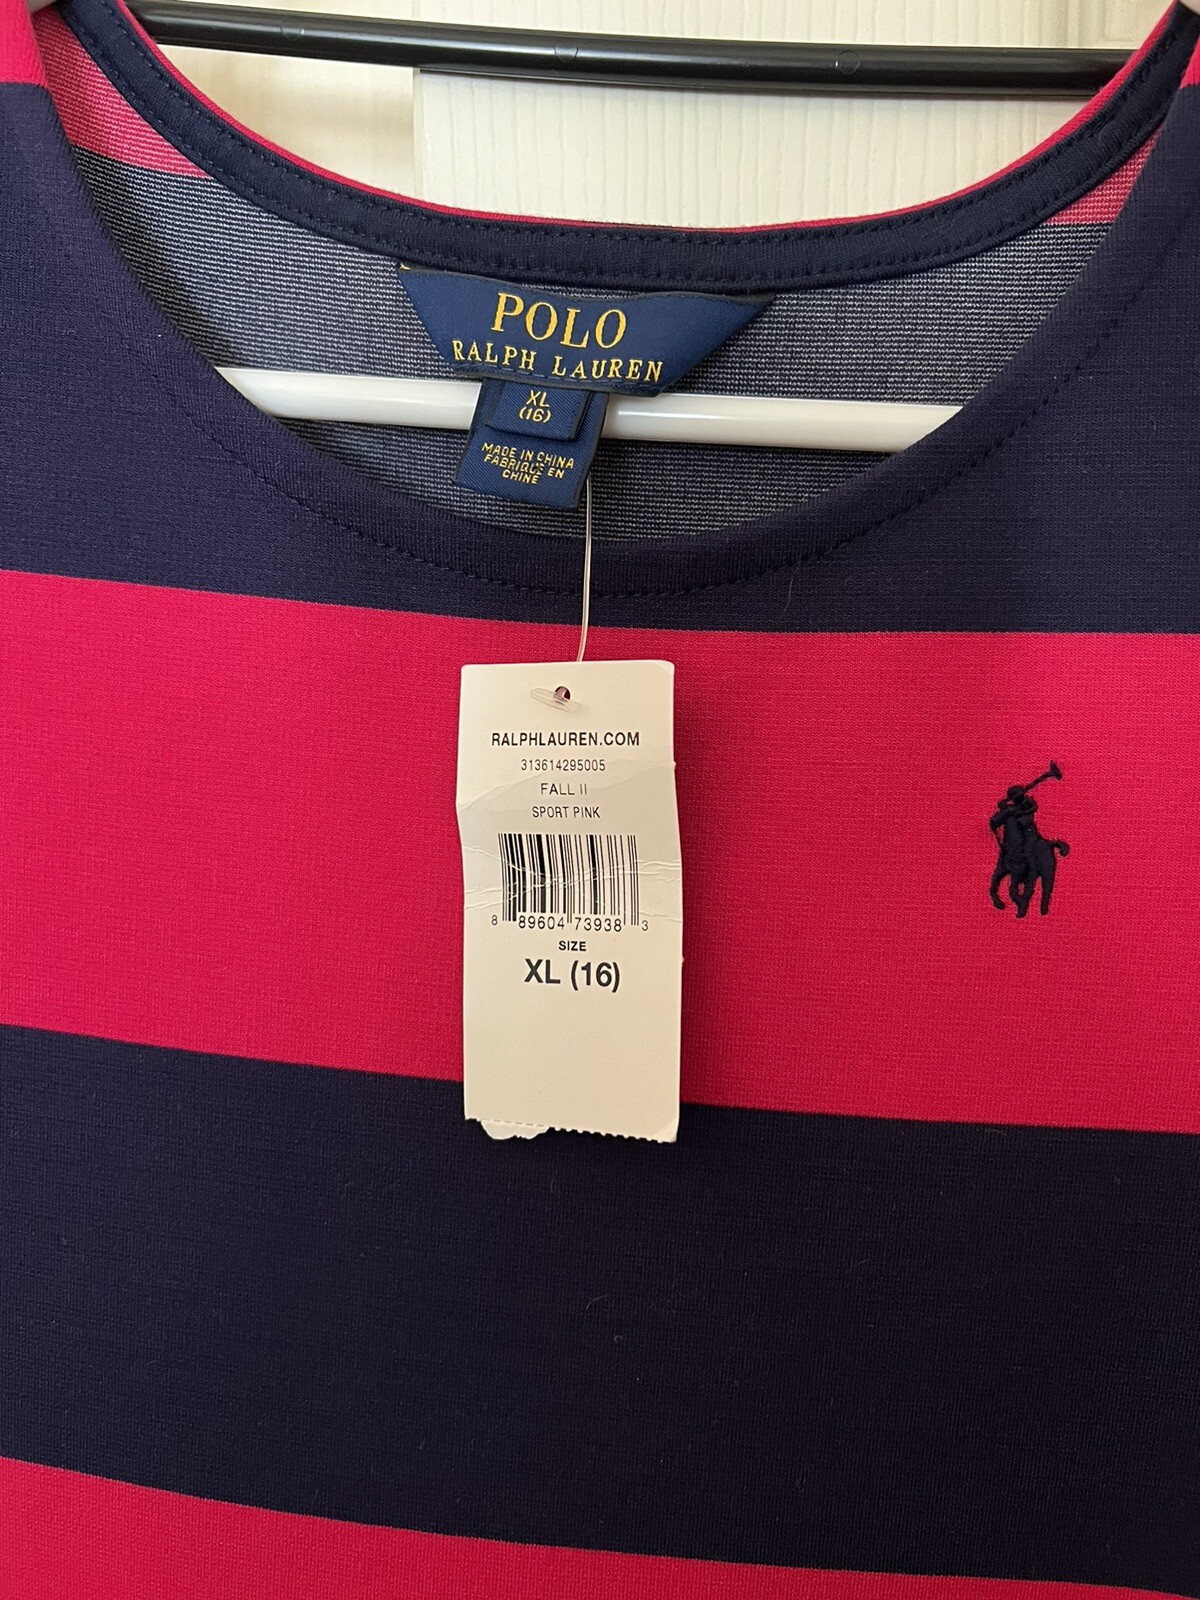 POLO
RALPH LAUREN
XL
(16)
MADE IN CHINA
FABRIQUÉ EN
CHINE
RALPHLAUREN.COM
313614295005
FALL II
SPORT PINK
8 89604 73938 3
SIZE
XL (16)